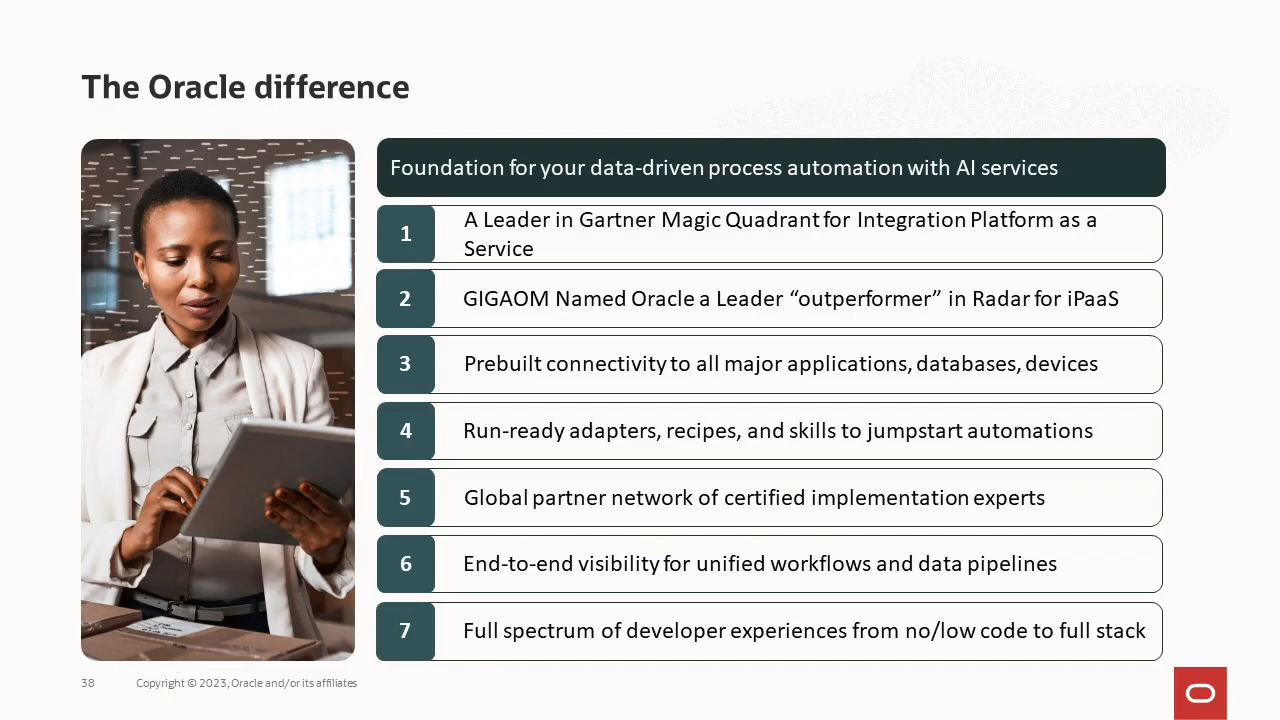 The Oracle difference
Foundation for your data-driven process automation with AI services
1
A Leader in Gartner Magic Quadrant for Integration Platform as a
Service
2
GIGAOM Named Oracle a Leader “outperformer” in Radar for iPaaS
3
Prebuilt connectivity to all major applications, databases, devices
4
Run-ready adapters, recipes, and skills to jumpstart automations
5
Global partner network of certified implementation experts
6
End-to-end visibility for unified workflows and data pipelines
7
Full spectrum of developer experiences from no/low code to full stack
38
Copyright © 2023, Oracle and/or its affiliates